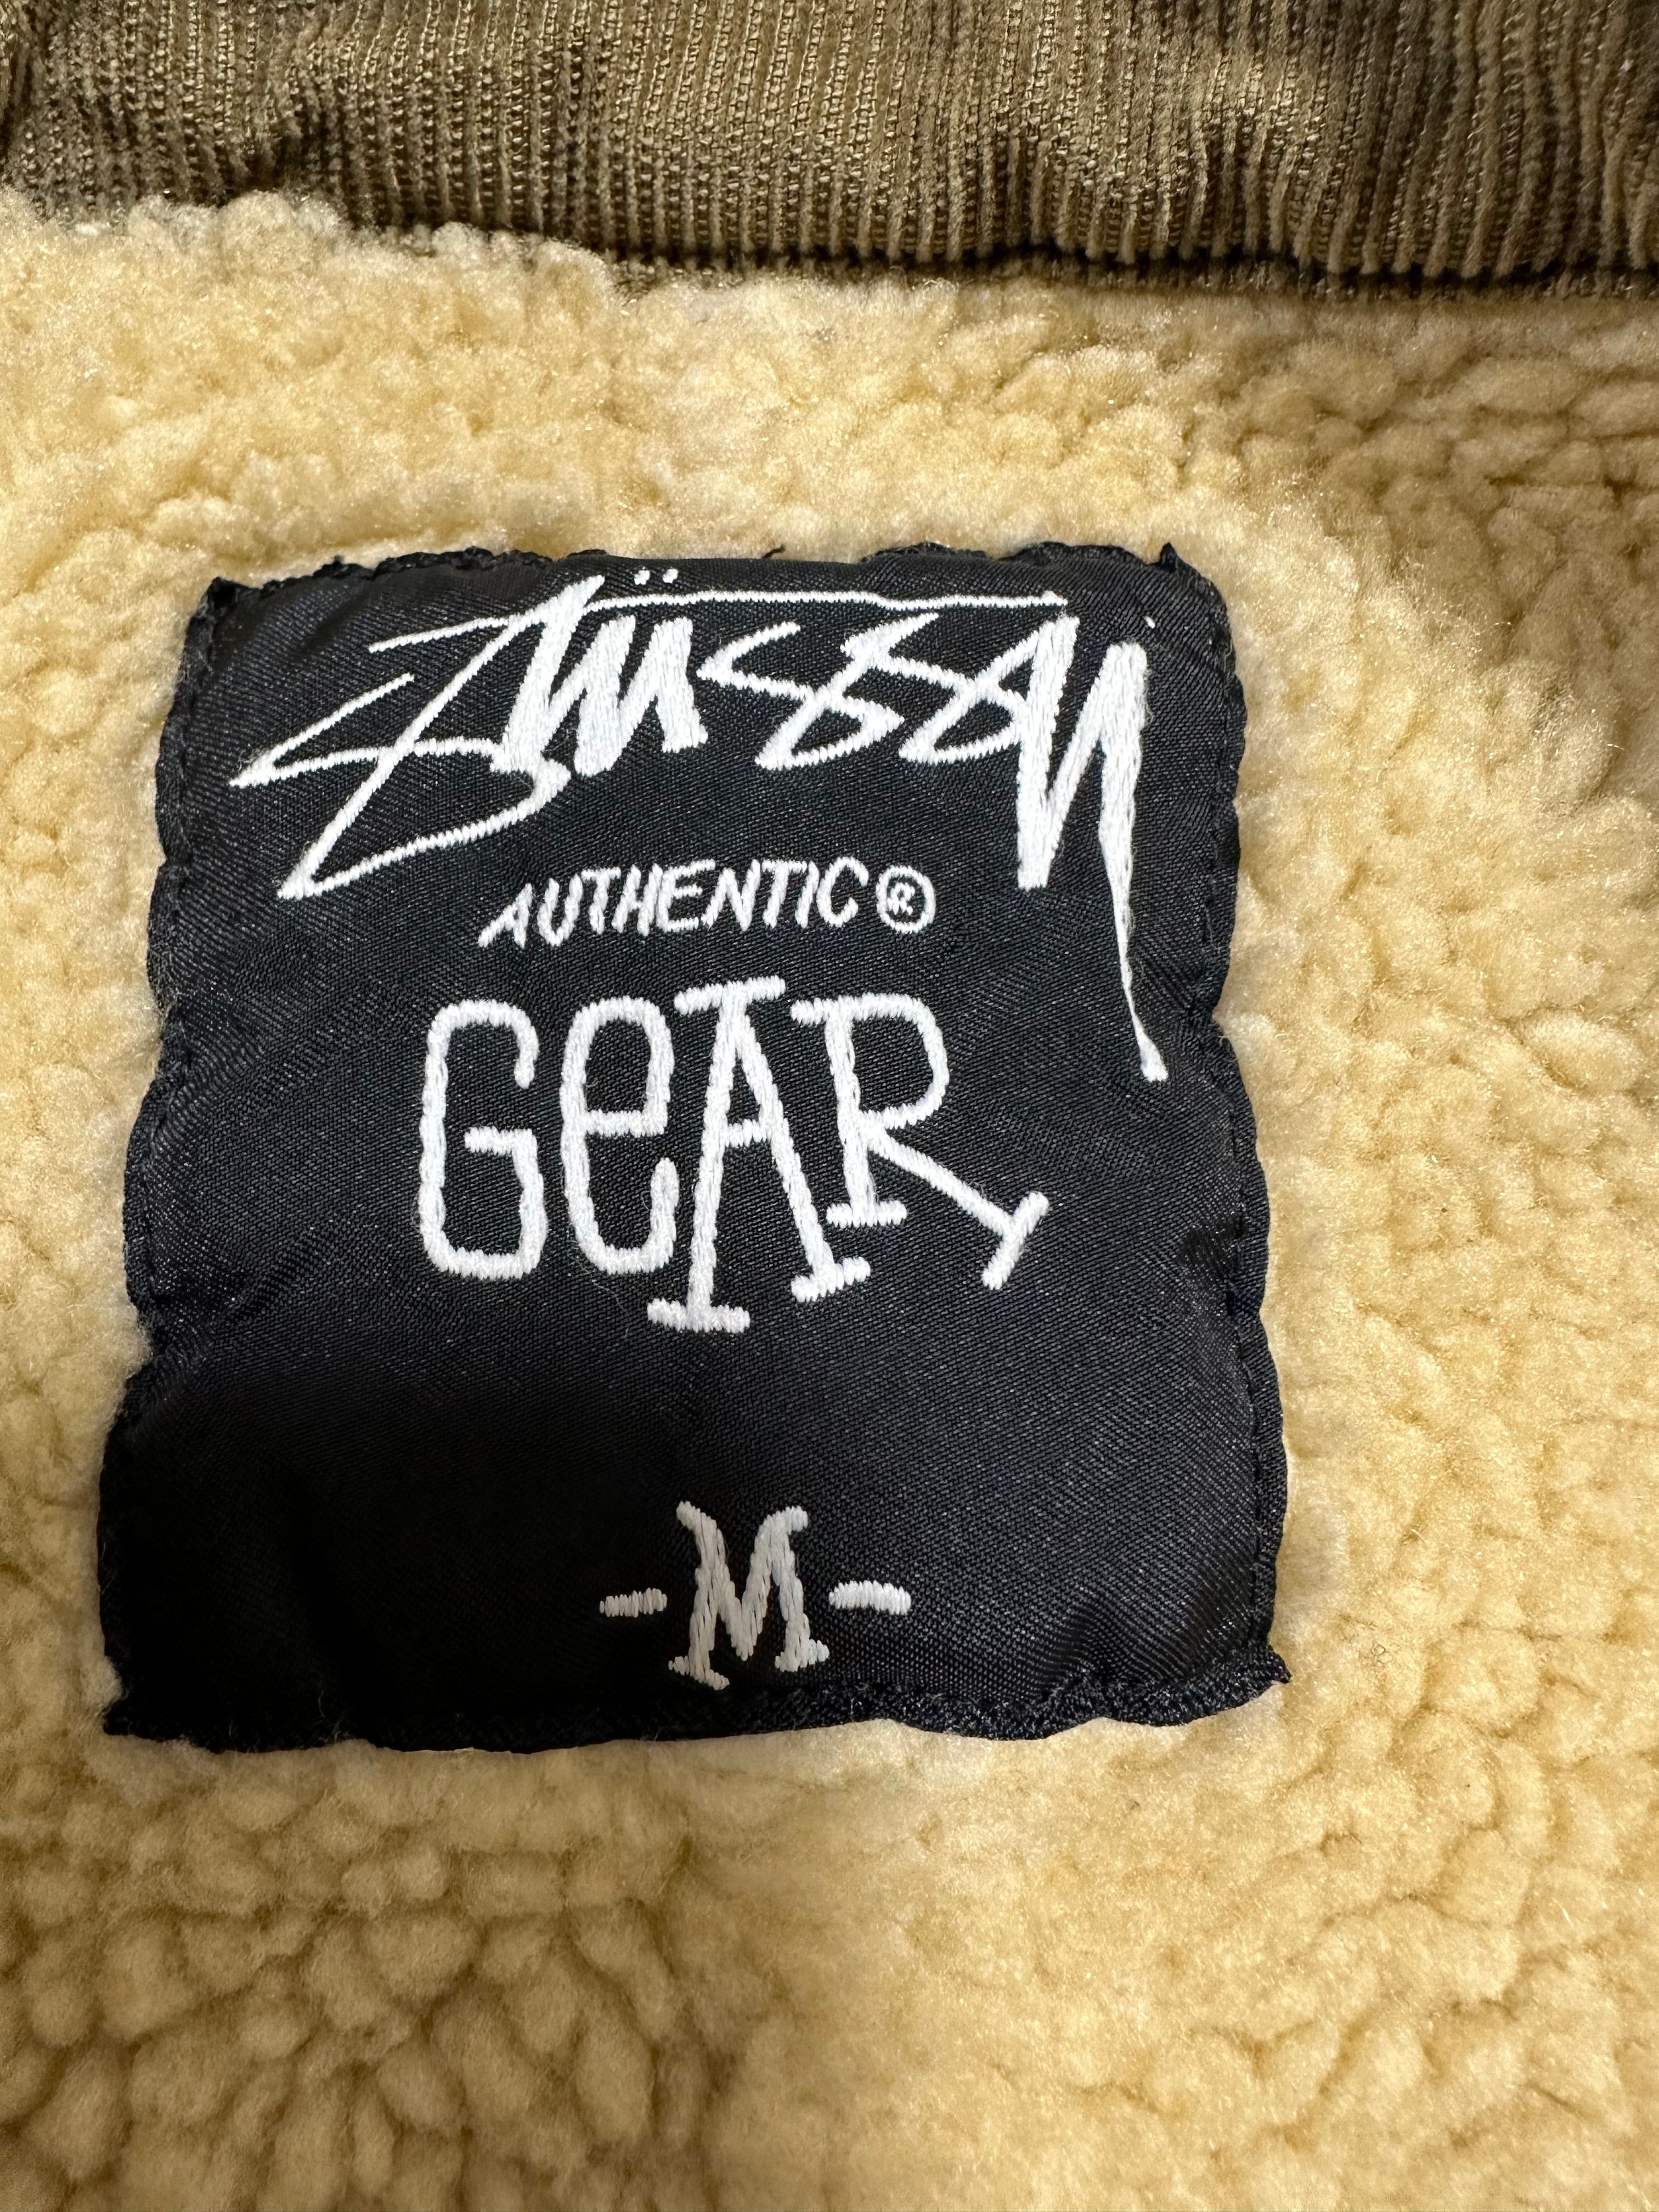 Stüssy
AUTHENTIC®
GeAR
-M-